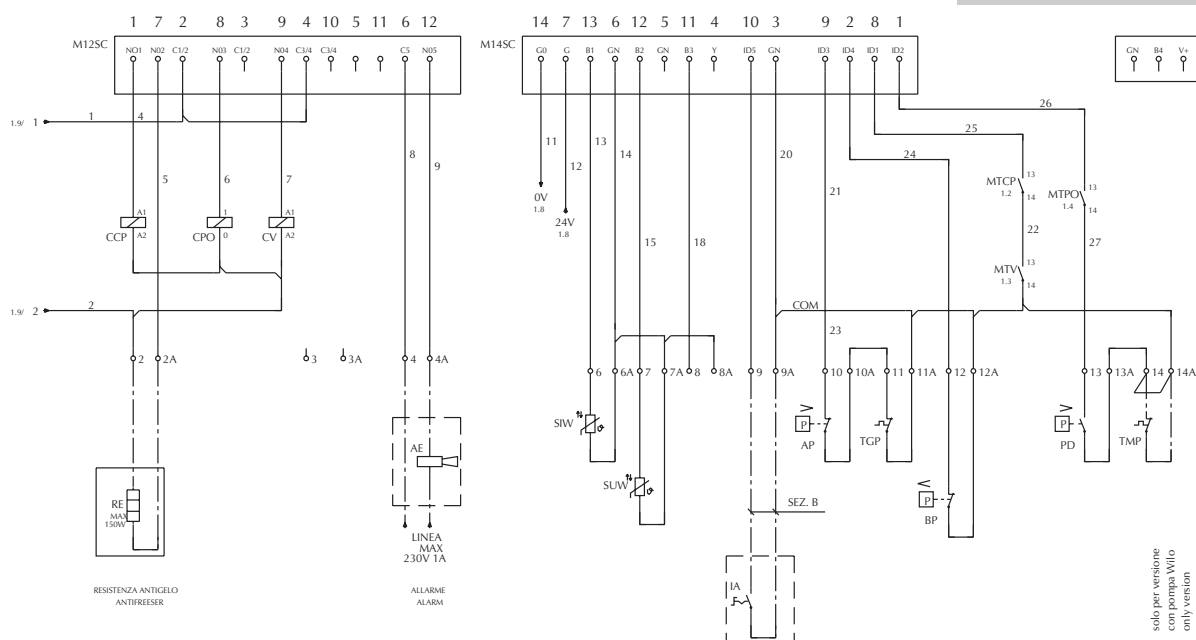 1 7 2 8 3 9 4 10 5 11 6 12
14 7 13 6 12 5 11 4 10 3 9 2 8 1
M12SC
NO1 N02 C1/2 N03 C1/2 N04 C3/4 C3/4 C5 N05
M14SC
G0 G B1 GN B2 GN B3 Y ID5 GN ID3 ID4 ID1 ID2
GN B4 V+
1.9/ 1 1 4
26
25
24
5 6 7 8 9
11 12 13 14 20
21
0V
1.8
24V
1.8
15 18
MTCP
1.2
13
14
MTPO
1.4
13
14
22
27
MTV
1.3
13
14
CCP A1 A2
CPO 1 0
CV A1 A2
1.9/ 2 2
COM
23
2 2A 3 3A 4 4A
6 6A 7 7A 8 8A 9 9A 10 10A 11 11A 12 12A 13 13A 14 14A
SIW ϑ
SUW ϑ
P AP
TGP
P BP
P PD
TMP
AE
RE
MAX
150W
LINEA
MAX
230V 1A
SEZ. B
IA
RESISTENZA ANTIGELO
ANTIFREESER
ALLARME
ALARM
solo per versione
con pompa Wilo
only version